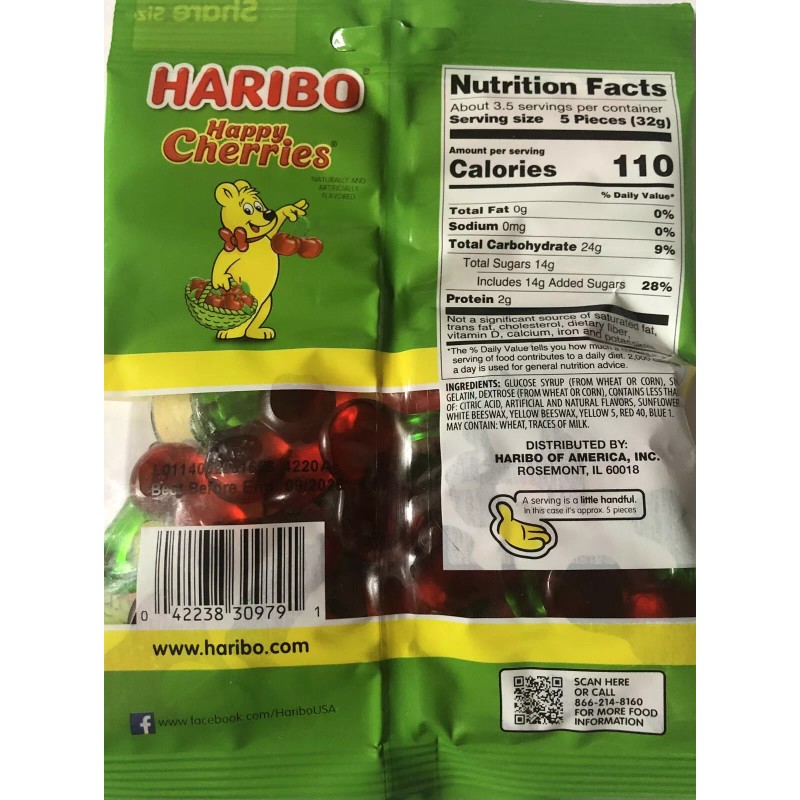 Share Siz
HARIBO
Happy
Cherries
NATURALLY AND
ARTIFICIALLY
FLAVORED
Nutrition Facts
About 3.5 servings per container
Serving size 5 Pieces (32g)
Amount per serving
Calories 110
% Daily Value*
Total Fat 0g 0%
Sodium 0mg 0%
Total Carbohydrate 24g 9%
Total Sugars 14g
Includes 14g Added Sugars 28%
Protein 2g
Not a significant source of saturated fat,
trans fat, cholesterol, dietary fiber,
vitamin D, calcium, iron and
*The % Daily Value tells you how much
serving of food contributes to a daily diet. 2,000
a day is used for general nutrition advice.
INGREDIENTS: GLUCOSE SYRUP (FROM WHEAT OR CORN),
GELATIN, DEXTROSE (FROM WHEAT OR CORN), CONTAINS LESS
OF: CITRIC ACID, ARTIFICIAL AND NATURAL FLAVORS, SUNFLOWER
WHITE BEESWAX, YELLOW BEESWAX, YELLOW 5, RED 40, BLUE 1.
MAY CONTAIN: WHEAT, TRACES OF MILK.
DISTRIBUTED BY:
HARIBO OF AMERICA, INC.
ROSEMONT, IL 60018
A serving is a little handful.
In this case it's approx. 5 pieces
4220A
Best Before End
0 42238 30979 1
www.haribo.com
f www.facebook.com/HariboUSA
SCAN HERE
OR CALL
866-214-8160
FOR MORE FOOD
INFORMATION